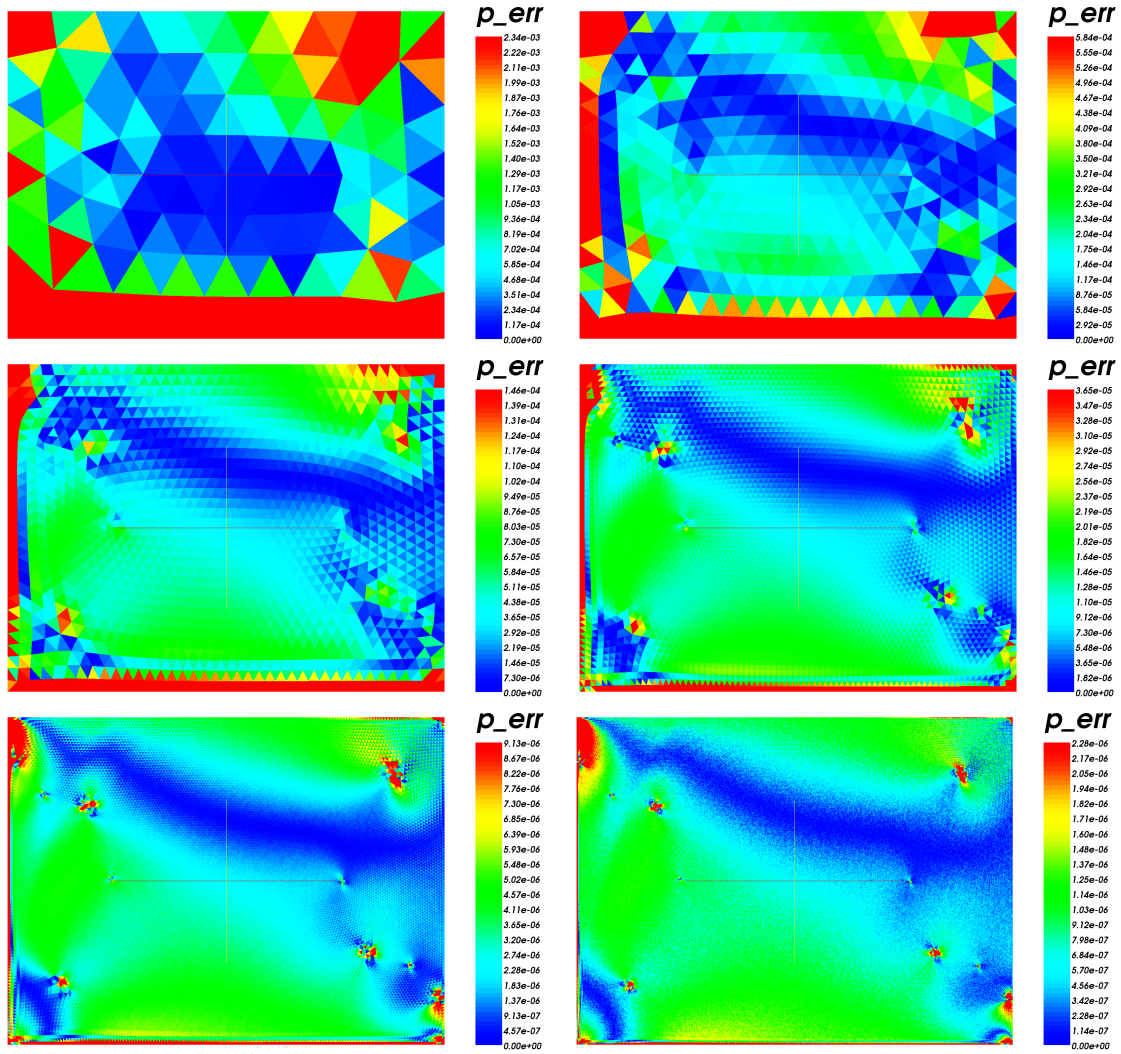 p_err
2.34e-03
2.22e-03
2.11e-03
1.99e-03
1.87e-03
1.76e-03
1.64e-03
1.52e-03
1.40e-03
1.29e-03
1.17e-03
1.05e-03
9.36e-04
8.19e-04
7.02e-04
5.85e-04
4.68e-04
3.51e-04
2.34e-04
1.17e-04
0.00e+00
p_err
5.84e-04
5.55e-04
5.26e-04
4.96e-04
4.67e-04
4.38e-04
4.09e-04
3.80e-04
3.50e-04
3.21e-04
2.92e-04
2.63e-04
2.34e-04
2.04e-04
1.75e-04
1.46e-04
1.17e-04
8.76e-05
5.84e-05
2.92e-05
0.00e+00
p_err
1.46e-04
1.39e-04
1.31e-04
1.24e-04
1.17e-04
1.10e-04
1.02e-04
9.49e-05
8.76e-05
8.03e-05
7.30e-05
6.57e-05
5.84e-05
5.11e-05
4.38e-05
3.65e-05
2.92e-05
2.19e-05
1.46e-05
7.30e-06
0.00e+00
p_err
3.65e-05
3.47e-05
3.28e-05
3.10e-05
2.92e-05
2.74e-05
2.55e-05
2.37e-05
2.19e-05
2.01e-05
1.82e-05
1.64e-05
1.46e-05
1.28e-05
1.09e-05
9.12e-06
7.30e-06
5.48e-06
3.65e-06
1.82e-06
0.00e+00
p_err
9.13e-06
8.67e-06
8.22e-06
7.76e-06
7.30e-06
6.85e-06
6.39e-06
5.93e-06
5.48e-06
5.02e-06
4.57e-06
4.11e-06
3.65e-06
3.20e-06
2.74e-06
2.28e-06
1.83e-06
1.37e-06
9.13e-07
4.57e-07
0.00e+00
p_err
2.28e-06
2.17e-06
2.05e-06
1.94e-06
1.82e-06
1.71e-06
1.60e-06
1.48e-06
1.37e-06
1.25e-06
1.14e-06
1.03e-06
9.12e-07
7.98e-07
6.84e-07
5.70e-07
4.56e-07
3.42e-07
2.28e-07
1.14e-07
0.00e+00